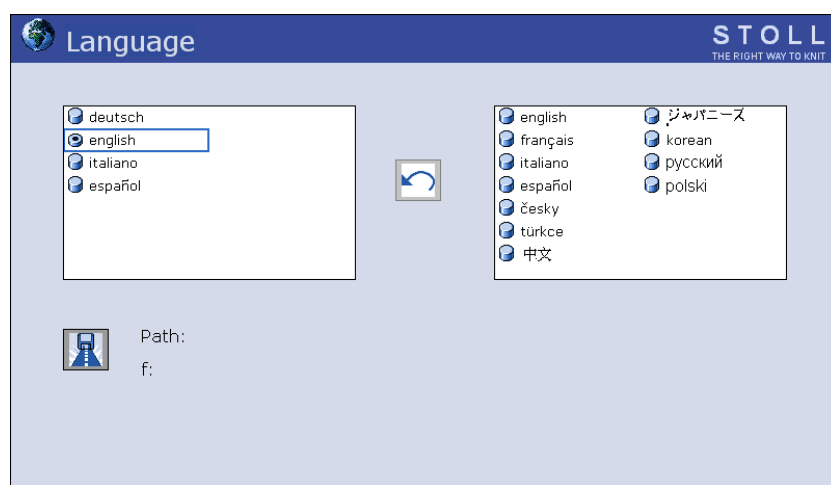 Language
STOLL
THE RIGHT WAY TO KNIT
deutsch
english
italiano
español
english
français
italiano
español
česky
türkce
中文
ジャパニーズ
korean
русский
polski
Path:
f: